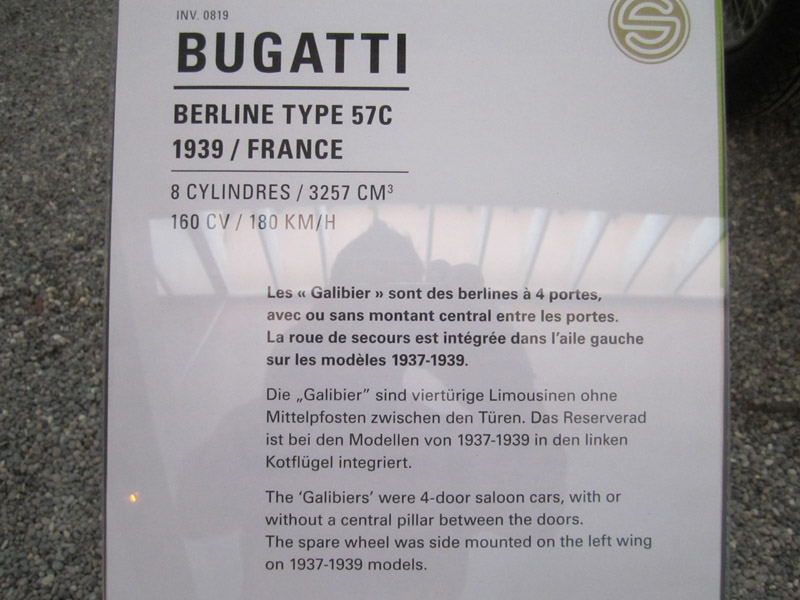 INV. 0819
BUGATTI
BERLINE TYPE 57C
1939 / FRANCE
8 CYLINDRES / 3257 CM³
160 CV / 180 KM/H
Les « Galibier » sont des berlines à 4 portes,
avec ou sans montant central entre les portes.
La roue de secours est intégrée dans l'aile gauche
sur les modèles 1937-1939.
Die „Galibier” sind viertürige Limousinen ohne
Mittelpfosten zwischen den Türen. Das Reserverad
ist bei den Modellen von 1937-1939 in den linken
Kotflügel integriert.
The ‘Galibiers’ were 4-door saloon cars, with or
without a central pillar between the doors.
The spare wheel was side mounted on the left wing
on 1937-1939 models.